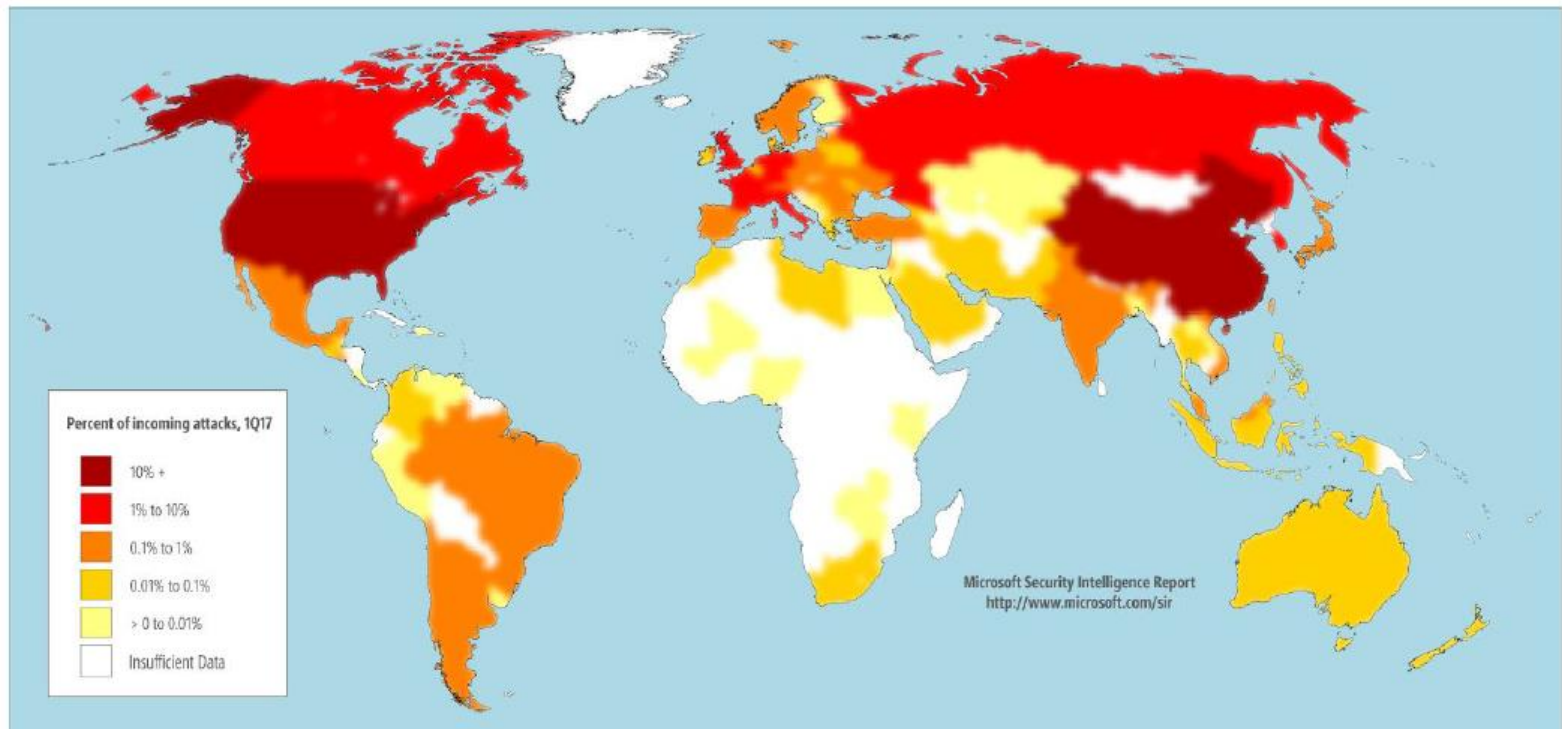 Percent of incoming attacks, 1Q17
10% +
1% to 10%
0.1% to 1%
0.01% to 0.1%
> 0 to 0.01%
Insufficient Data
Microsoft Security Intelligence Report
http://www.microsoft.com/sir